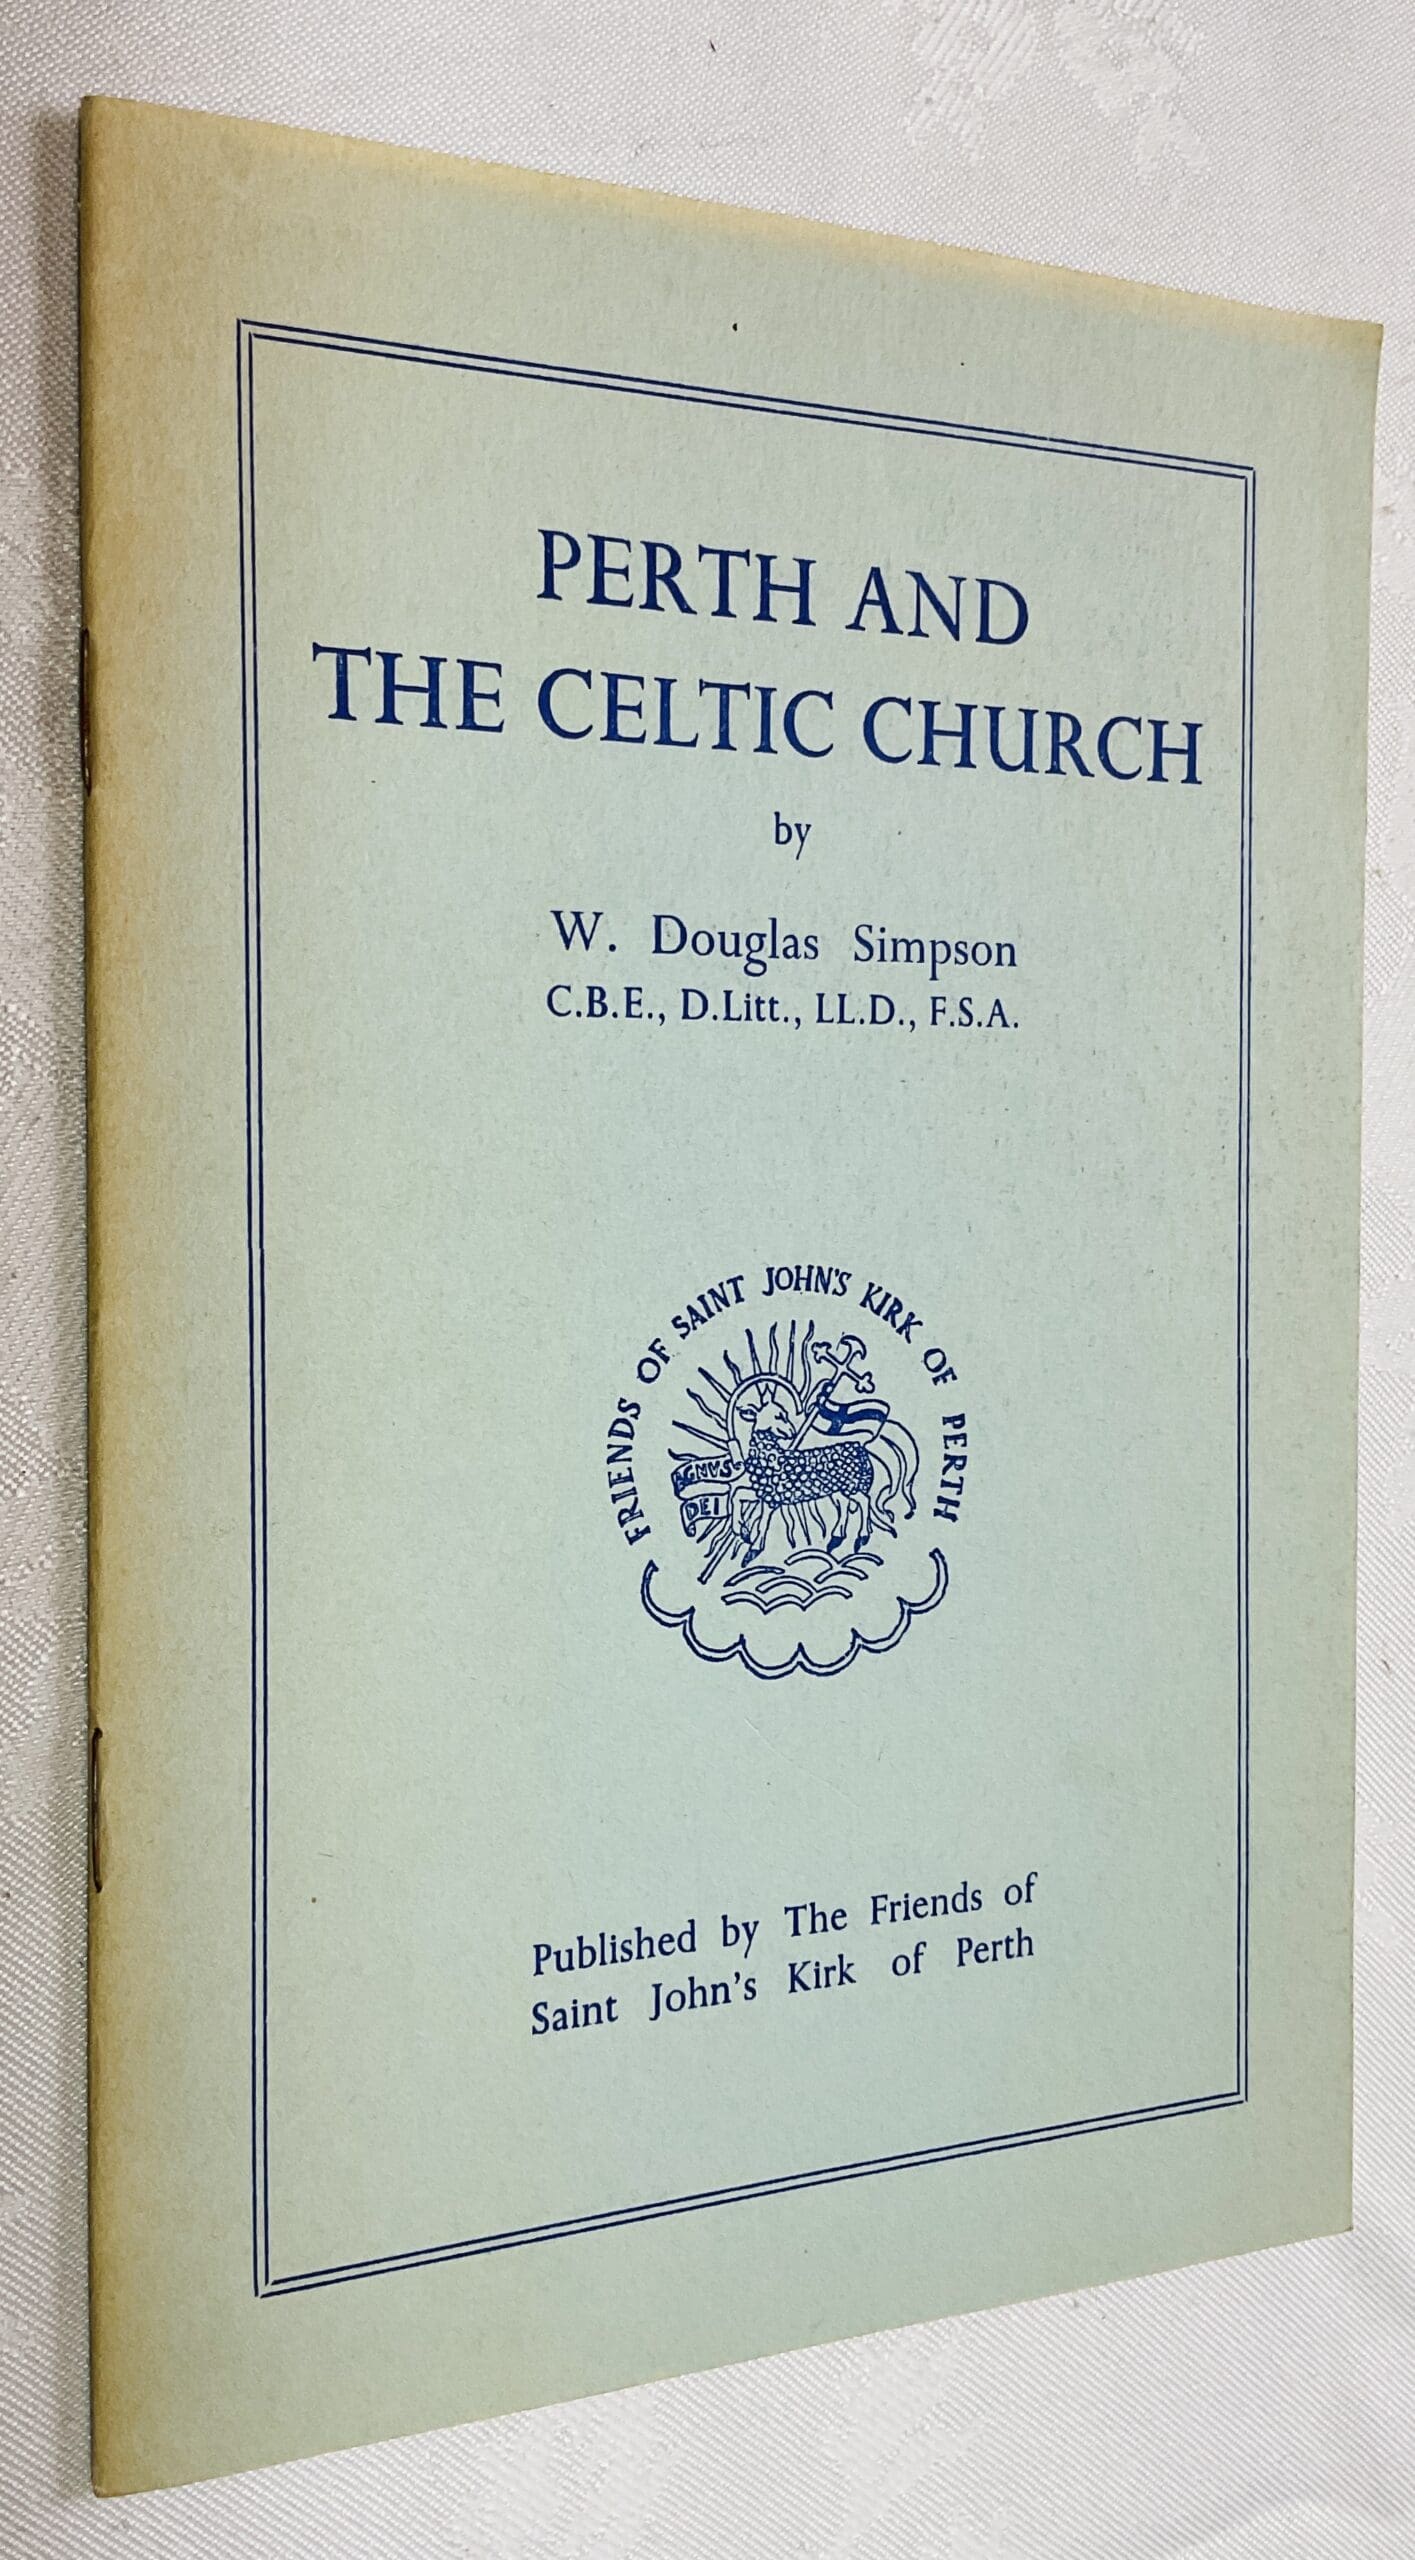 PERTH AND
THE CELTIC CHURCH
by
W. Douglas Simpson
C.B.E., D.Litt., LL.D., F.S.A.
FRIENDS OF SAINT JOHN'S KIRK OF PERTH
AGNUS
DEI
Published by The Friends of
Saint John's Kirk of Perth